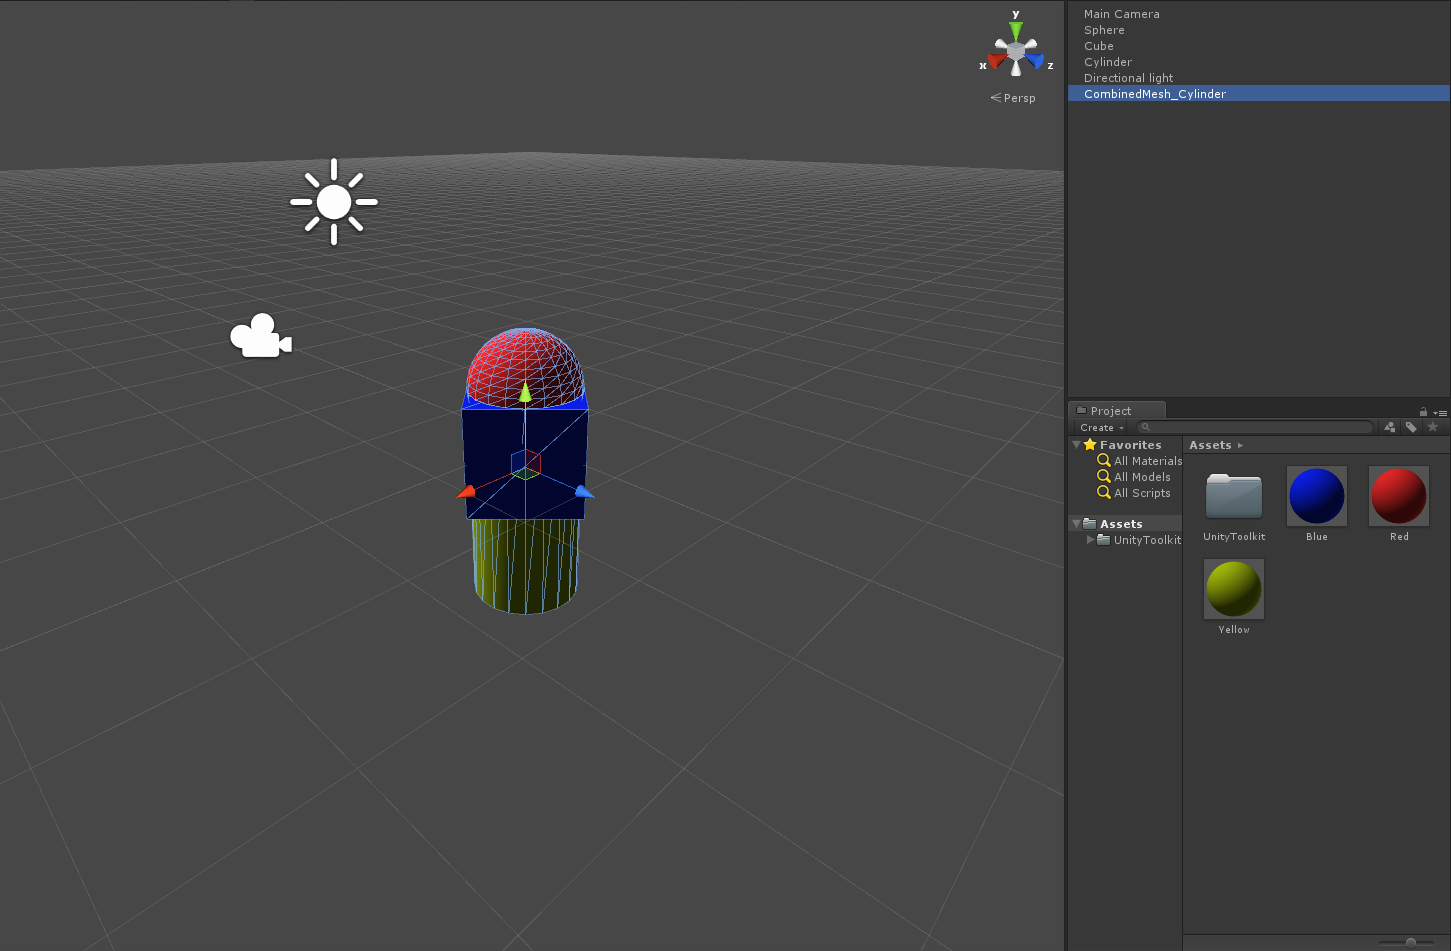 y
x
z
Persp
Main Camera
Sphere
Cube
Cylinder
Directional light
CombinedMesh_Cylinder
Project
Create
Favorites
All Materials
All Models
All Scripts
Assets
UnityToolkit
Assets
UnityToolkit
Blue
Red
Yellow